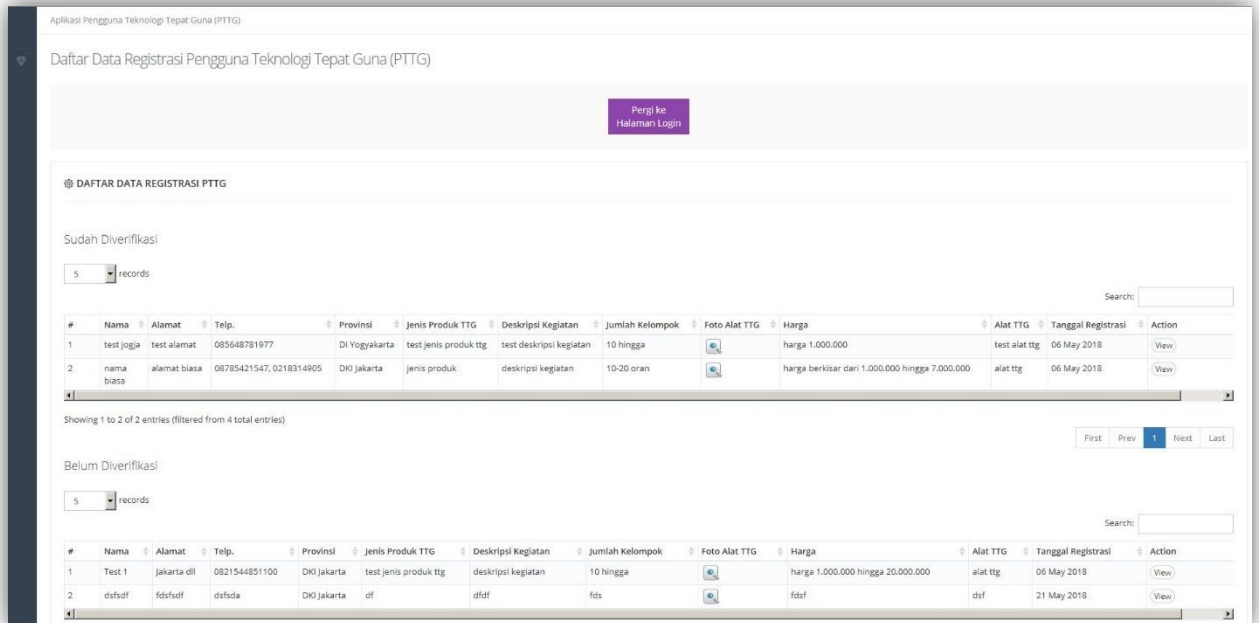 Aplikasi Pengguna Teknologi Tepat Guna (PTTG)
Daftar Data Registrasi Pengguna Teknologi Tepat Guna (PTTG)
Pergi ke
Halaman Login
DAFTAR DATA REGISTRASI PTTG
Sudah Diverifikasi
5 records
Search:
# Nama Alamat Telp. Provinsi Jenis Produk TTG Deskripsi Kegiatan Jumlah Kelompok Foto Alat TTG Harga Alat TTG Tanggal Registrasi Action
1 test jogja test alamat 085648781977 DI Yogyakarta test jenis produk ttg test deskripsi kegiatan 10 hingga harga 1.000.000 test alat ttg 06 May 2018 View
2 nama biasa alamat biasa 08785421547, 0218314905 DKI Jakarta jenis produk deskripsi kegiatan 10-20 oran harga berkisar dari 1.000.000 hingga 7.000.000 alat ttg 06 May 2018 View
Showing 1 to 2 of 2 entries (filtered from 4 total entries)
First Prev 1 Next Last
Belum Diverifikasi
5 records
Search:
# Nama Alamat Telp. Provinsi Jenis Produk TTG Deskripsi Kegiatan Jumlah Kelompok Foto Alat TTG Harga Alat TTG Tanggal Registrasi Action
1 Test 1 Jakarta dll 0821544851100 DKI Jakarta test jenis produk ttg deskripsi kegiatan 10 hingga harga 1.000.000 hingga 20.000.000 alat ttg 06 May 2018 View
2 dsfsdf fdsfsdf dsfsda DKI Jakarta df dfdf fds fdsf dsf 21 May 2018 View